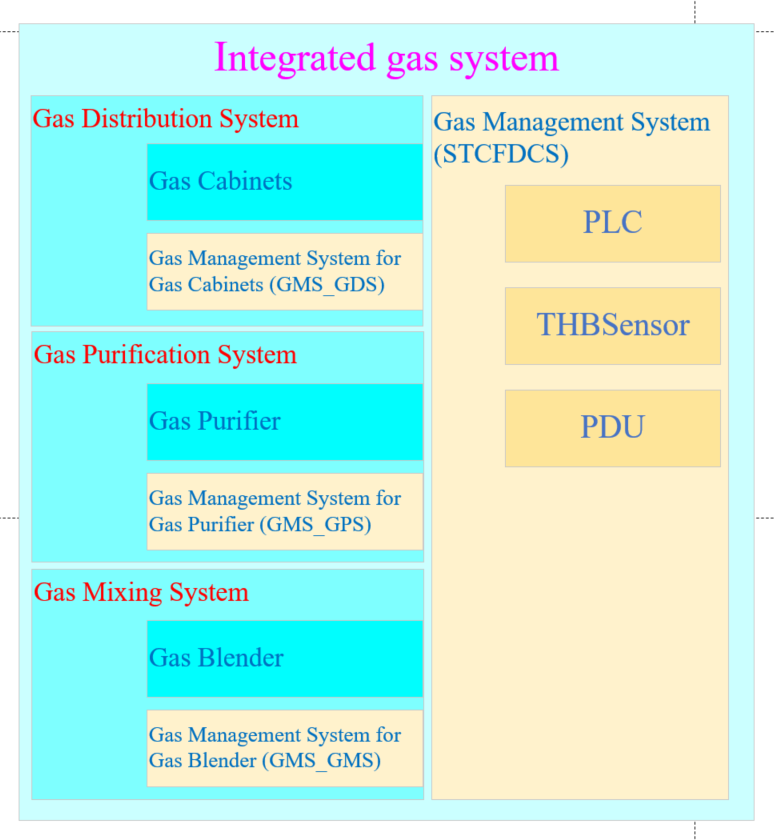 Integrated gas system
Gas Distribution System
Gas Cabinets
Gas Management System for
Gas Cabinets (GMS_GDS)
Gas Purification System
Gas Purifier
Gas Management System for
Gas Purifier (GMS_GPS)
Gas Mixing System
Gas Blender
Gas Management System for
Gas Blender (GMS_GMS)
Gas Management System
(STCFDCS)
PLC
THBSensor
PDU